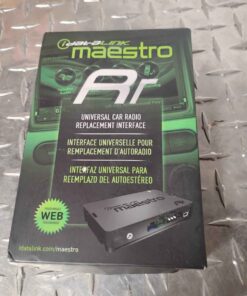 iDataLINK
maestro
Rr
UNIVERSAL CAR RADIO
REPLACEMENT INTERFACE
INTERFACE UNIVERSELLE POUR
REMPLACEMENT D'AUTORADIO
INTERFAZ UNIVERSAL PARA
REEMPLAZO DEL AUTOESTÉREO
WEB
maestro
idatalink.com/maestro